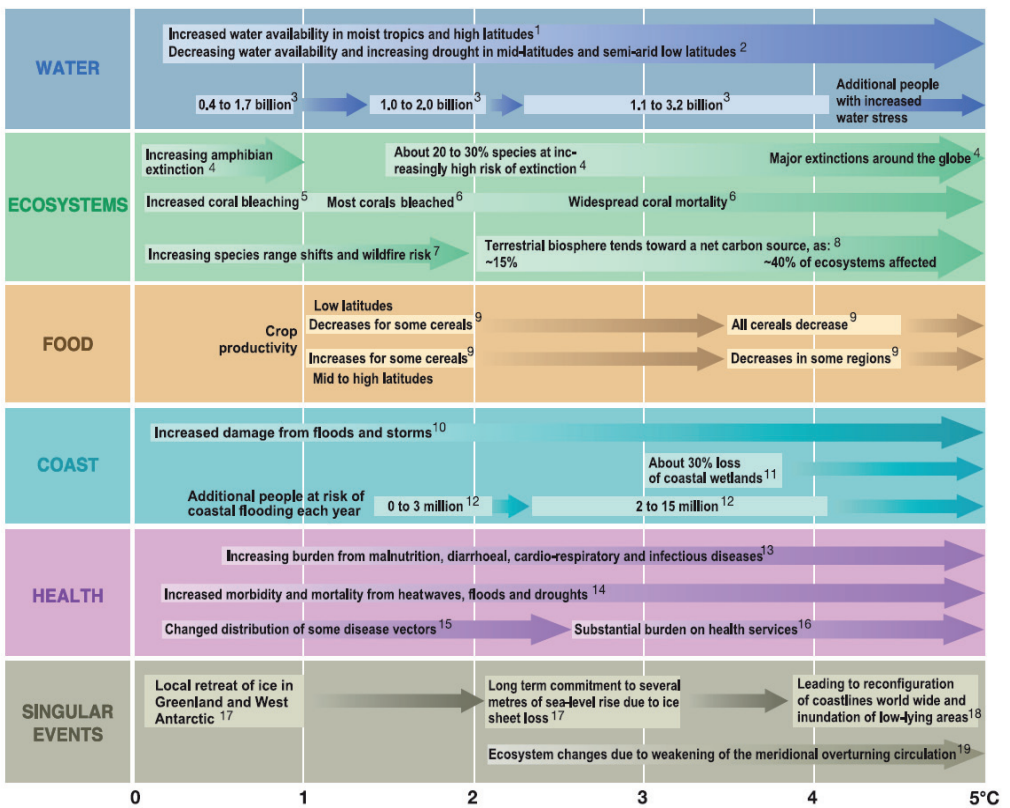 WATER
Increased water availability in moist tropics and high latitudes 1
Decreasing water availability and increasing drought in mid-latitudes and semi-arid low latitudes 2
0.4 to 1.7 billion 3
1.0 to 2.0 billion 3
1.1 to 3.2 billion 3
Additional people
with increased
water stress
ECOSYSTEMS
Increasing amphibian
extinction 4
About 20 to 30% species at inc-
reasingly high risk of extinction 4
Major extinctions around the globe 4
Increased coral bleaching 5
Most corals bleached 6
Widespread coral mortality 6
Increasing species range shifts and wildfire risk 7
Terrestrial biosphere tends toward a net carbon source, as: 8
~15%
~40% of ecosystems affected
FOOD
Crop
productivity
Low latitudes
Decreases for some cereals 9
All cereals decrease 9
Increases for some cereals 9
Mid to high latitudes
Decreases in some regions 9
COAST
Increased damage from floods and storms 10
About 30% loss
of coastal wetlands 11
Additional people at risk of
coastal flooding each year
0 to 3 million 12
2 to 15 million 12
HEALTH
Increasing burden from malnutrition, diarrhoeal, cardio-respiratory and infectious diseases 13
Increased morbidity and mortality from heatwaves, floods and droughts 14
Changed distribution of some disease vectors 15
Substantial burden on health services 16
SINGULAR
EVENTS
Local retreat of ice in
Greenland and West
Antarctic 17
Long term commitment to several
metres of sea-level rise due to ice
sheet loss 17
Leading to reconfiguration
of coastlines world wide and
inundation of low-lying areas 18
Ecosystem changes due to weakening of the meridional overturning circulation 19
0 1 2 3 4 5°C